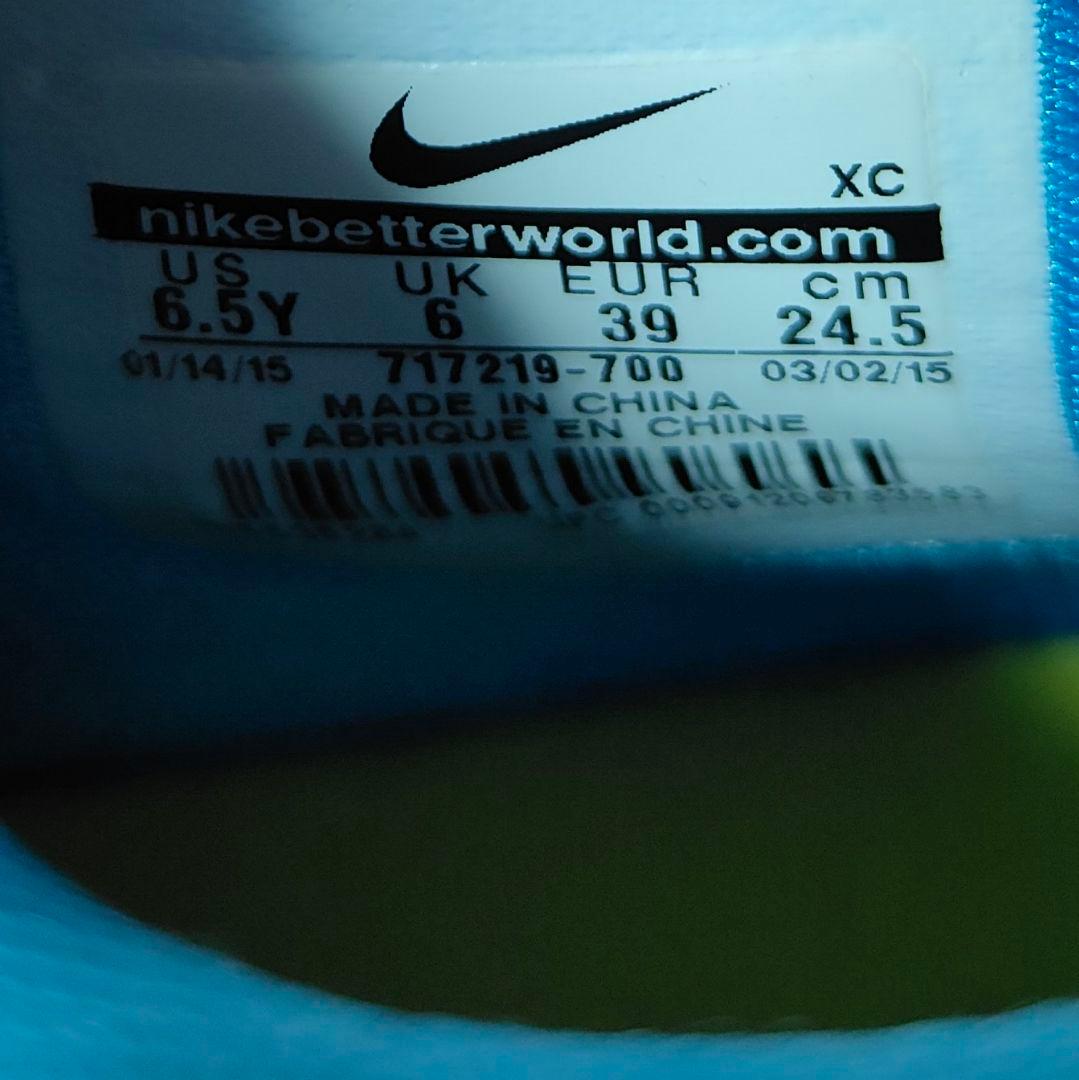 XC
nikebetterworld.com
US UK EUR cm
6.5Y 6 39 24.5
01/14/15 717219-700 03/02/15
MADE IN CHINA
FABRIQUE EN CHINE